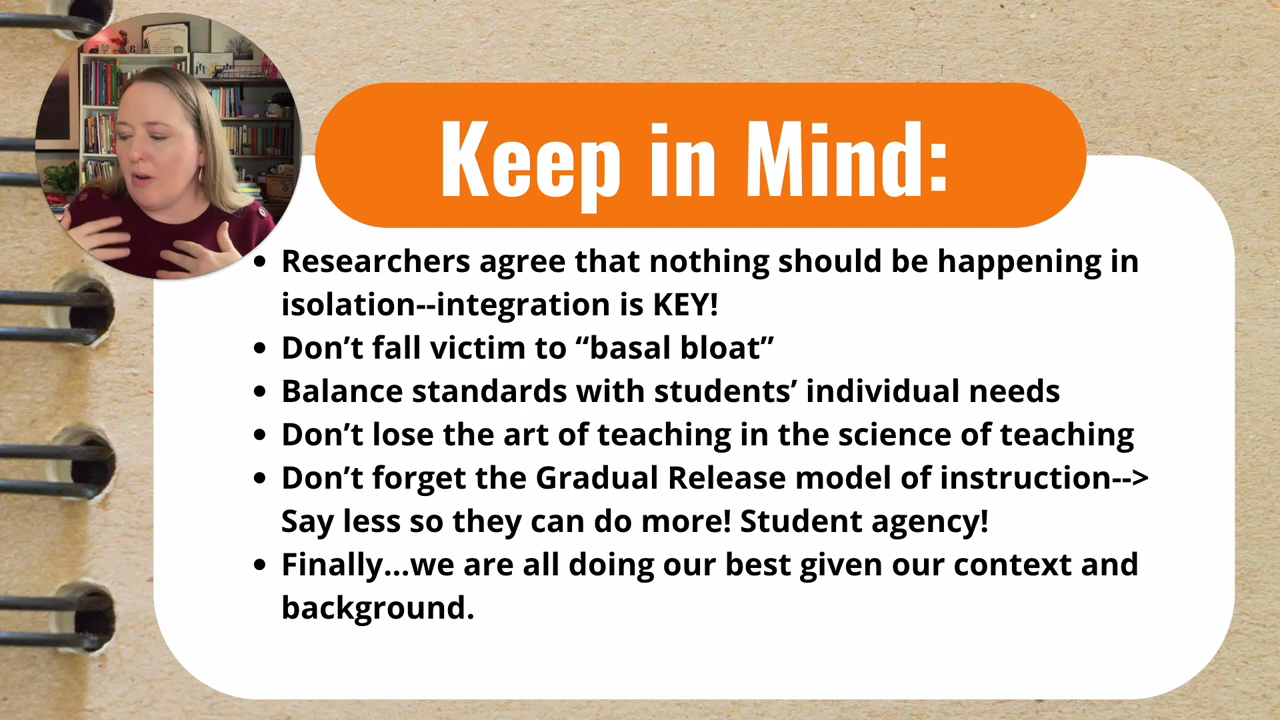 Keep in Mind:
• Researchers agree that nothing should be happening in
isolation--integration is KEY!
• Don’t fall victim to “basal bloat”
• Balance standards with students’ individual needs
• Don’t lose the art of teaching in the science of teaching
• Don’t forget the Gradual Release model of instruction-->
Say less so they can do more! Student agency!
• Finally...we are all doing our best given our context and
background.